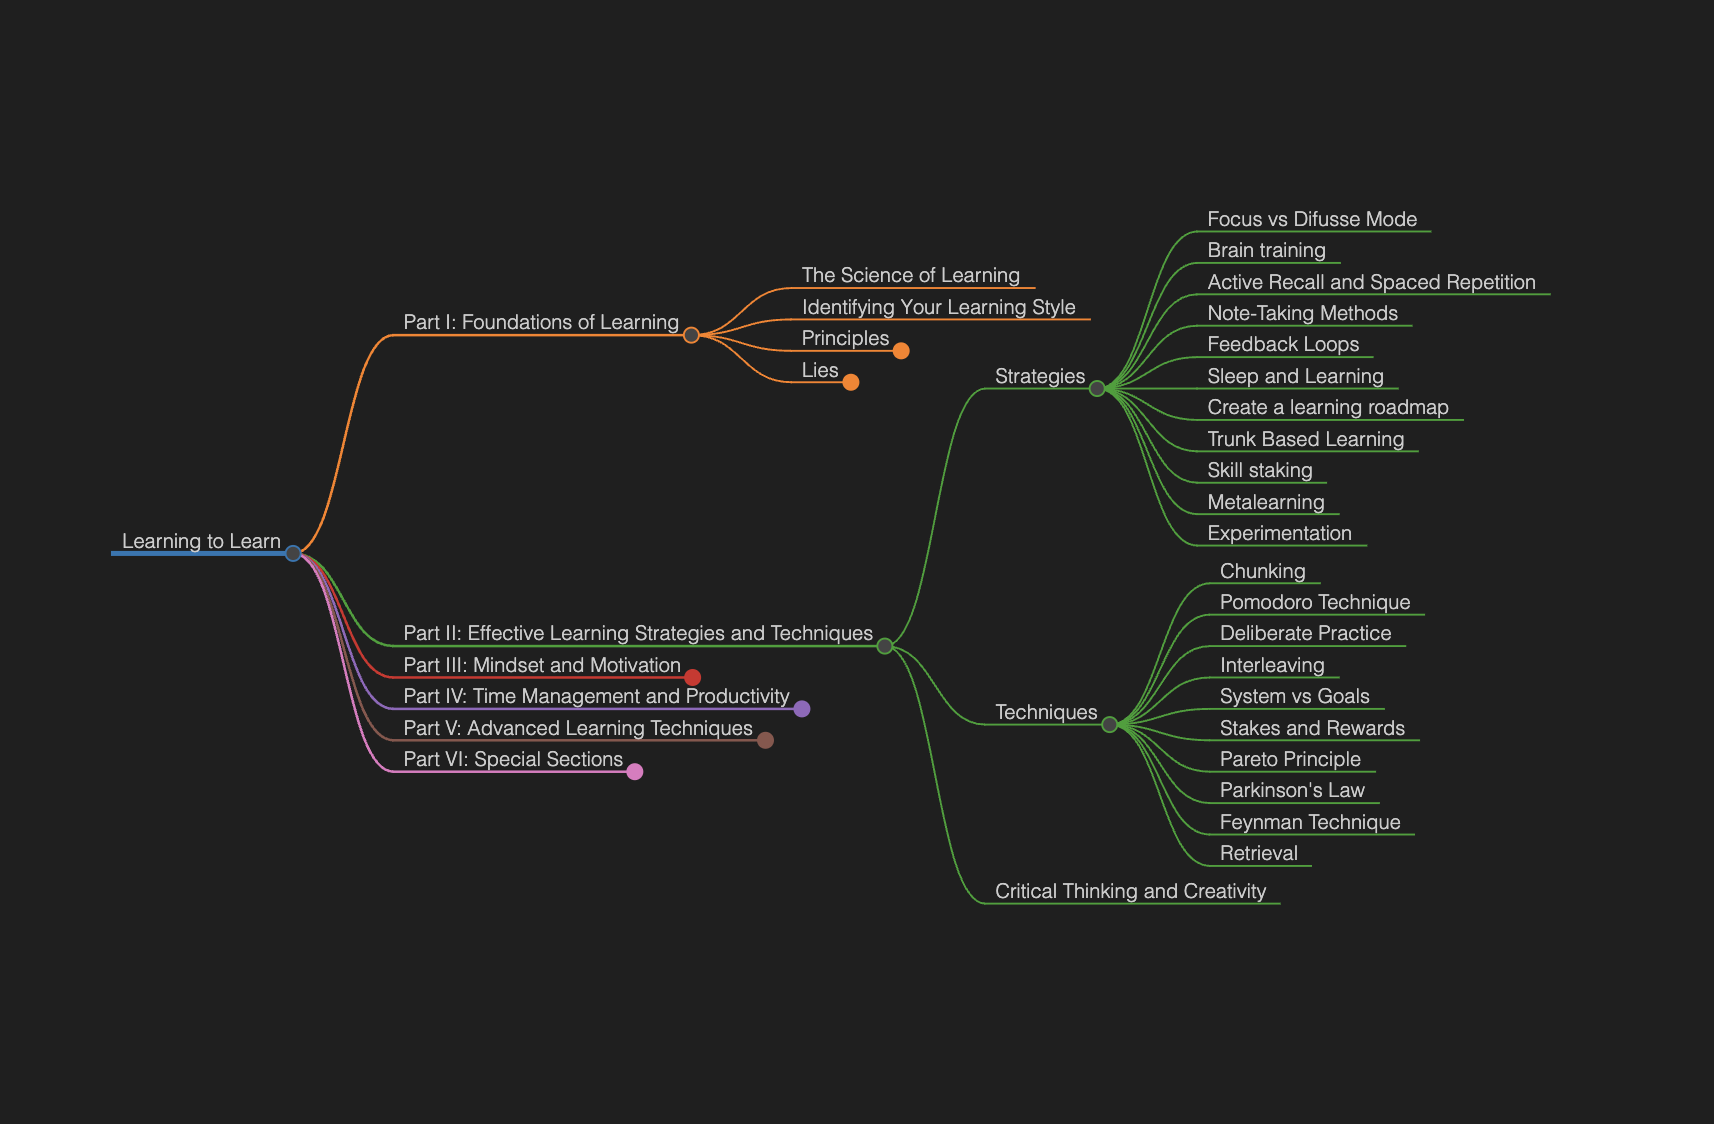 Learning to Learn
Part I: Foundations of Learning
The Science of Learning
Identifying Your Learning Style
Principles
Lies
Part II: Effective Learning Strategies and Techniques
Strategies
Focus vs Difusse Mode
Brain training
Active Recall and Spaced Repetition
Note-Taking Methods
Feedback Loops
Sleep and Learning
Create a learning roadmap
Trunk Based Learning
Skill staking
Metalearning
Experimentation
Techniques
Chunking
Pomodoro Technique
Deliberate Practice
Interleaving
System vs Goals
Stakes and Rewards
Pareto Principle
Parkinson's Law
Feynman Technique
Retrieval
Critical Thinking and Creativity
Part III: Mindset and Motivation
Part IV: Time Management and Productivity
Part V: Advanced Learning Techniques
Part VI: Special Sections